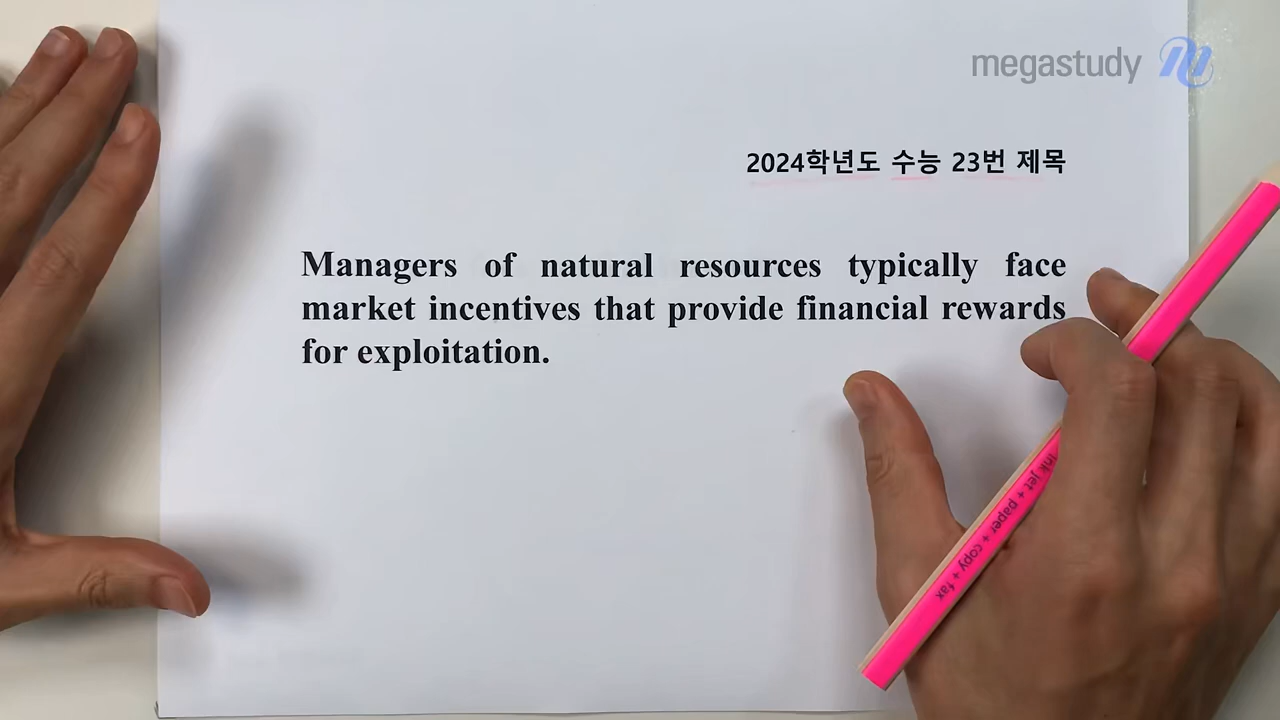 megastudy
2024학년도 수능 23번 제목
Managers of natural resources typically face
market incentives that provide financial rewards
for exploitation.
ink jet + paper + copy + fax